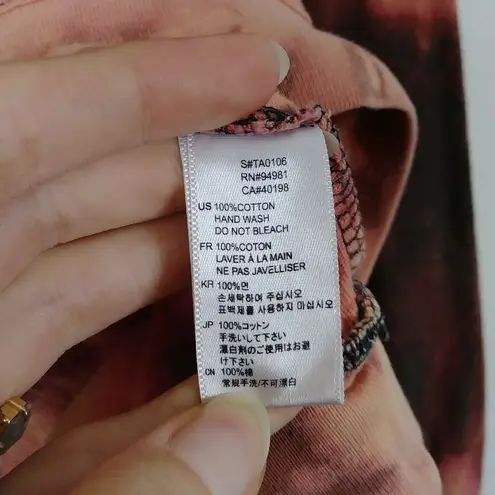 S#TA0106
RN#94981
CA#40198
US 100%COTTON
HAND WASH
DO NOT BLEACH
FR 100%COTON
LAVER À LA MAIN
NE PAS JAVELLISER
KR 100%면
손세탁하여 주십시오
표백제를 사용하지 마십시오
JP 100%コットン
手洗いして下さい
漂白剤のご使用はお避
け下さい
CN 100%棉
常规手洗/不可漂白